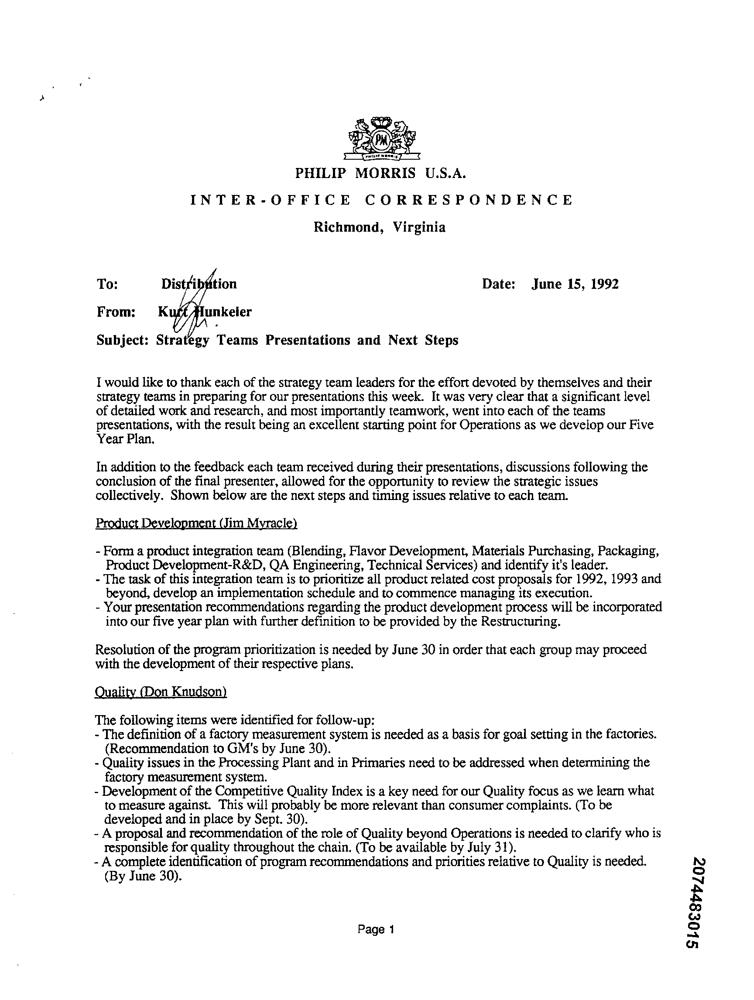 PM
PHILIP MORRIS
PHILIP MORRIS U.S.A.
INTER-OFFICE CORRESPONDENCE
Richmond, Virginia
To: Distribution Date: June 15, 1992
From: Kurt Hunkeler
Subject: Strategy Teams Presentations and Next Steps
I would like to thank each of the strategy team leaders for the effort devoted by themselves and their
strategy teams in preparing for our presentations this week. It was very clear that a significant level
of detailed work and research, and most importantly teamwork, went into each of the teams
presentations, with the result being an excellent starting point for Operations as we develop our Five
Year Plan.
In addition to the feedback each team received during their presentations, discussions following the
conclusion of the final presenter, allowed for the opportunity to review the strategic issues
collectively. Shown below are the next steps and timing issues relative to each team.
Product Development (Jim Myracle)
- Form a product integration team (Blending, Flavor Development, Materials Purchasing, Packaging,
Product Development-R&D, QA Engineering, Technical Services) and identify it's leader.
- The task of this integration team is to prioritize all product related cost proposals for 1992, 1993 and
beyond, develop an implementation schedule and to commence managing its execution.
- Your presentation recommendations regarding the product development process will be incorporated
into our five year plan with further definition to be provided by the Restructuring.
Resolution of the program prioritization is needed by June 30 in order that each group may proceed
with the development of their respective plans.
Quality (Don Knudson)
The following items were identified for follow-up:
- The definition of a factory measurement system is needed as a basis for goal setting in the factories.
(Recommendation to GM's by June 30).
- Quality issues in the Processing Plant and in Primaries need to be addressed when determining the
factory measurement system.
- Development of the Competitive Quality Index is a key need for our Quality focus as we learn what
to measure against. This will probably be more relevant than consumer complaints. (To be
developed and in place by Sept. 30).
- A proposal and recommendation of the role of Quality beyond Operations is needed to clarify who is
responsible for quality throughout the chain. (To be available by July 31).
- A complete identification of program recommendations and priorities relative to Quality is needed.
(By June 30).
Page 1
2074483015